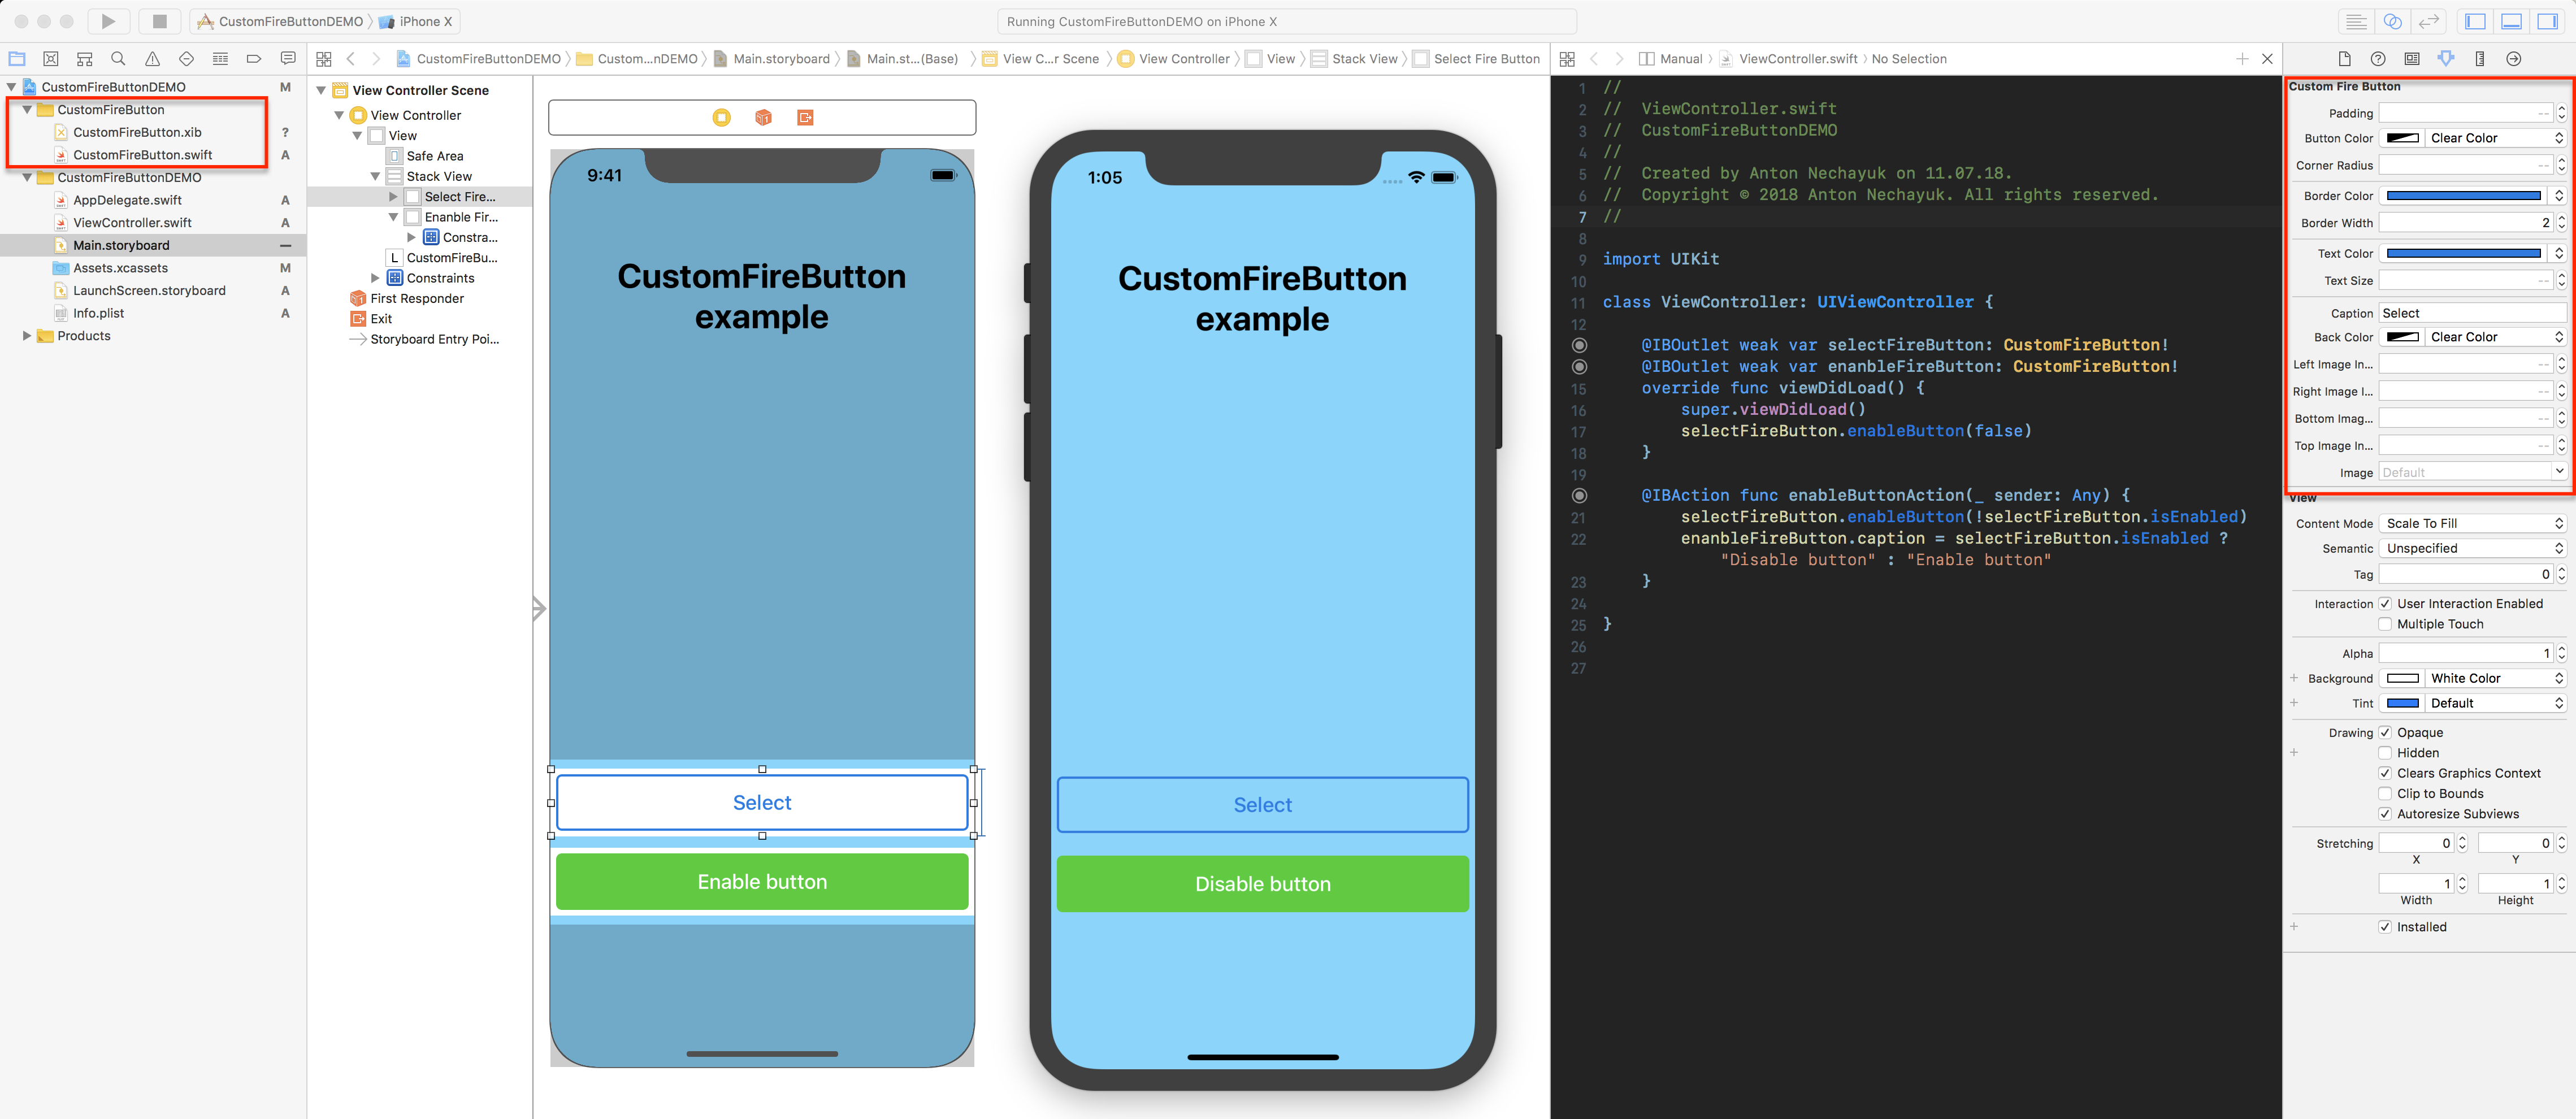 CustomFireButtonDEMO
iPhone X
Running CustomFireButtonDEMO on iPhone X
CustomFireButtonDEMO
Custom...nDEMO
Main.storyboard
Main.st...(Base)
View C...r Scene
View Controller
View
Stack View
Select Fire Button
Manual
ViewController.swift
No Selection
CustomFireButtonDEMO M
CustomFireButton
CustomFireButton.xib ?
CustomFireButton.swift A
CustomFireButtonDEMO
AppDelegate.swift A
ViewController.swift A
Main.storyboard —
Assets.xcassets M
LaunchScreen.storyboard A
Info.plist A
Products
View Controller Scene
View Controller
View
Safe Area
Stack View
Select Fire...
Enanble Fir...
Constra...
L CustomFireBu...
Constraints
First Responder
Exit
Storyboard Entry Poi...
9:41
CustomFireButton
example
Select
Enable button
1:05
CustomFireButton
example
Select
Disable button
1 //
2 //  ViewController.swift
3 //  CustomFireButtonDEMO
4 //
5 //  Created by Anton Nechayuk on 11.07.18.
6 //  Copyright © 2018 Anton Nechayuk. All rights reserved.
7 //
8
9 import UIKit
10
11 class ViewController: UIViewController {
12
@IBOutlet weak var selectFireButton: CustomFireButton!
@IBOutlet weak var enanbleFireButton: CustomFireButton!
15 override func viewDidLoad() {
16 super.viewDidLoad()
17 selectFireButton.enableButton(false)
18 }
19
@IBAction func enableButtonAction(_ sender: Any) {
21 selectFireButton.enableButton(!selectFireButton.isEnabled)
22 enanbleFireButton.caption = selectFireButton.isEnabled ?
"Disable button" : "Enable button"
23 }
24
25 }
26
27
Custom Fire Button
Padding --
Button Color Clear Color
Corner Radius --
Border Color
Border Width 2
Text Color
Text Size --
Caption Select
Back Color Clear Color
Left Image In... --
Right Image I... --
Bottom Imag... --
Top Image In... --
Image Default
View
Content Mode Scale To Fill
Semantic Unspecified
Tag 0
Interaction User Interaction Enabled
Multiple Touch
Alpha 1
+ Background White Color
+ Tint Default
Drawing Opaque
+ Hidden
Clears Graphics Context
Clip to Bounds
Autoresize Subviews
Stretching 0 0
X Y
1 1
Width Height
+ Installed